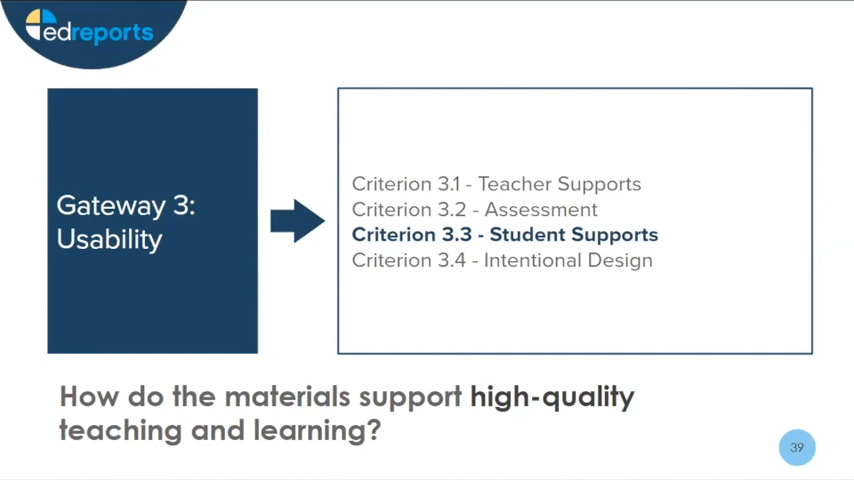 edreports
Gateway 3:
Usability
Criterion 3.1 - Teacher Supports
Criterion 3.2 - Assessment
Criterion 3.3 - Student Supports
Criterion 3.4 - Intentional Design
How do the materials support high-quality
teaching and learning?
39